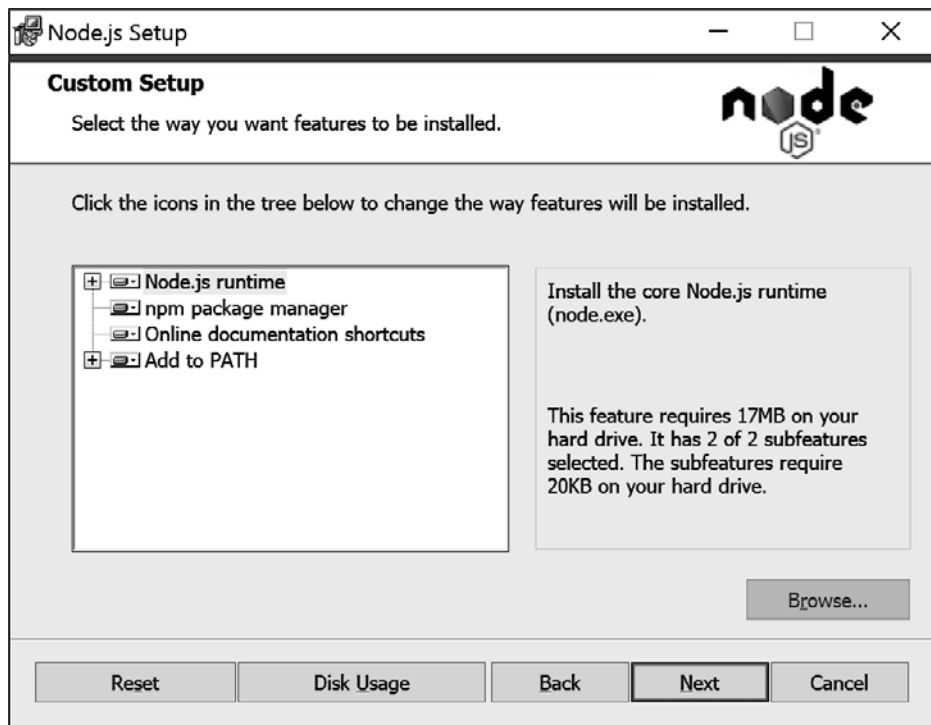 Node.js Setup
Custom Setup
Select the way you want features to be installed.
node
JS
Click the icons in the tree below to change the way features will be installed.
Node.js runtime
npm package manager
Online documentation shortcuts
Add to PATH
Install the core Node.js runtime
(node.exe).
This feature requires 17MB on your
hard drive. It has 2 of 2 subfeatures
selected. The subfeatures require
20KB on your hard drive.
Browse...
Reset
Disk Usage
Back
Next
Cancel